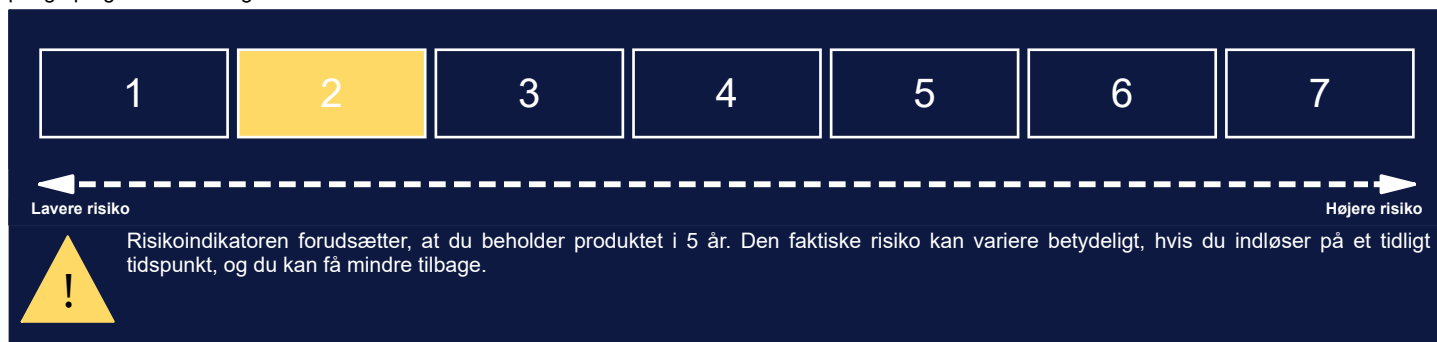 1 2 3 4 5 6 7
Lavere risiko Højere risiko
Risikoindikatoren forudsætter, at du beholder produktet i 5 år. Den faktiske risiko kan variere betydeligt, hvis du indløser på et tidligt
tidspunkt, og du kan få mindre tilbage.
!